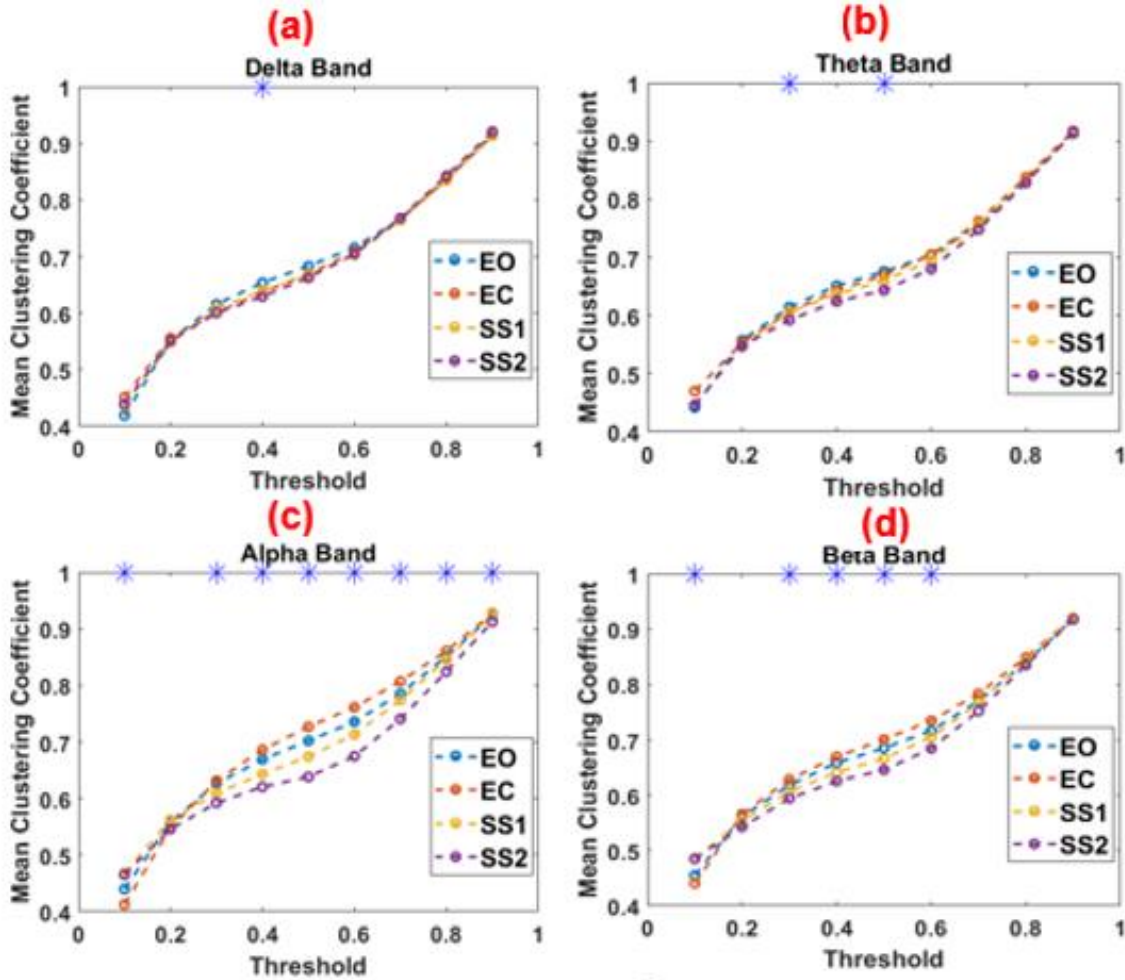 (a)
Delta Band
Mean Clustering Coefficient
1
0.9
0.8
0.7
0.6
0.5
0.4
0 0.2 0.4 0.6 0.8 1
Threshold
EO
EC
SS1
SS2
(b)
Theta Band
Mean Clustering Coefficient
1
0.9
0.8
0.7
0.6
0.5
0.4
0 0.2 0.4 0.6 0.8 1
Threshold
EO
EC
SS1
SS2
(c)
Alpha Band
Mean Clustering Coefficient
1
0.9
0.8
0.7
0.6
0.5
0.4
0 0.2 0.4 0.6 0.8 1
Threshold
EO
EC
SS1
SS2
(d)
Beta Band
Mean Clustering Coefficient
1
0.9
0.8
0.7
0.6
0.5
0.4
0 0.2 0.4 0.6 0.8 1
Threshold
EO
EC
SS1
SS2